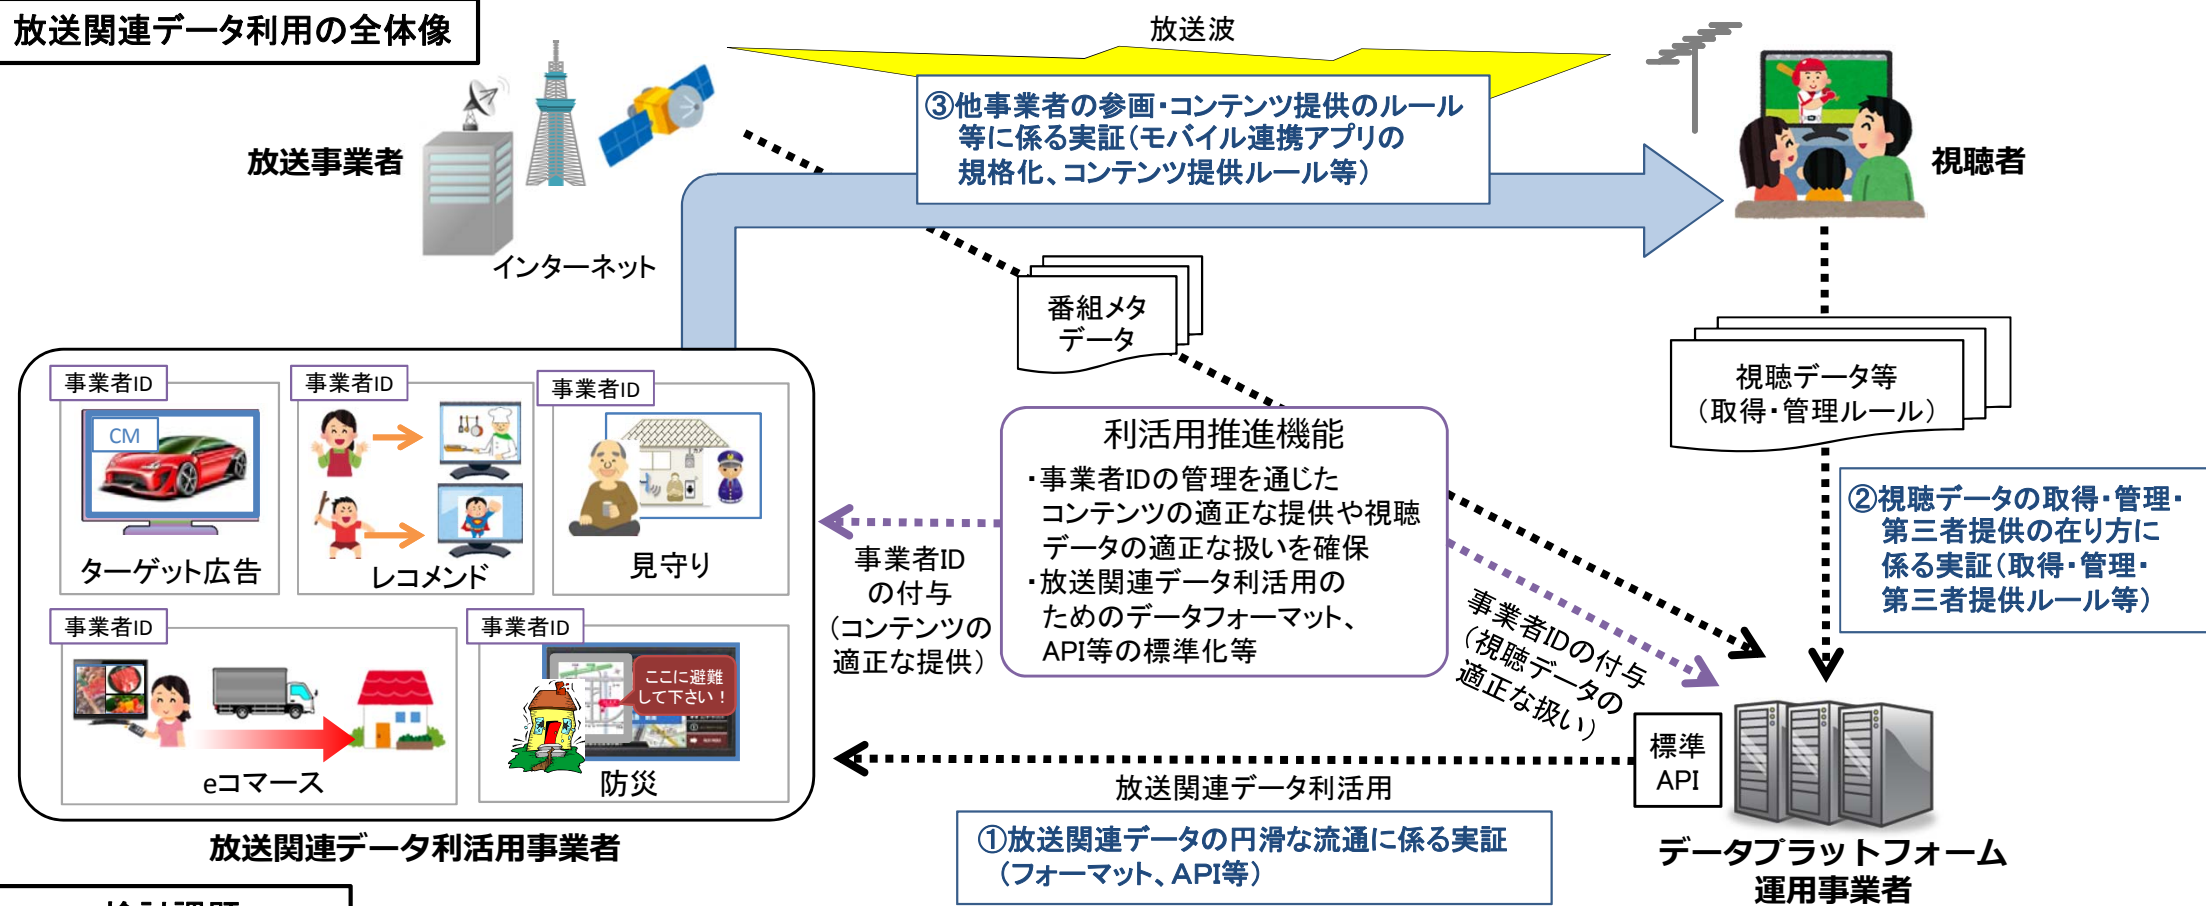 放送関連データ利用の全体像
放送波
③他事業者の参画・コンテンツ提供のルール
等に係る実証(モバイル連携アプリの
規格化、コンテンツ提供ルール等)
放送事業者
視聴者
インターネット
番組メタ
データ
視聴データ等
(取得・管理ルール)
事業者ID
CM
ターゲット広告
事業者ID
レコメンド
事業者ID
見守り
事業者ID
eコマース
事業者ID
ここに避難
して下さい！
防災
放送関連データ利活用事業者
事業者ID
の付与
(コンテンツの
適正な提供)
利活用推進機能
・事業者IDの管理を通じた
コンテンツの適正な提供や視聴
データの適正な扱いを確保
・放送関連データ利活用の
ためのデータフォーマット、
API等の標準化等
事業者IDの付与
(視聴データの
適正な扱い)
②視聴データの取得・管理・
第三者提供の在り方に
係る実証(取得・管理・
第三者提供ルール等)
標準
API
放送関連データ利活用
①放送関連データの円滑な流通に係る実証
(フォーマット、API等)
データプラットフォーム
運用事業者